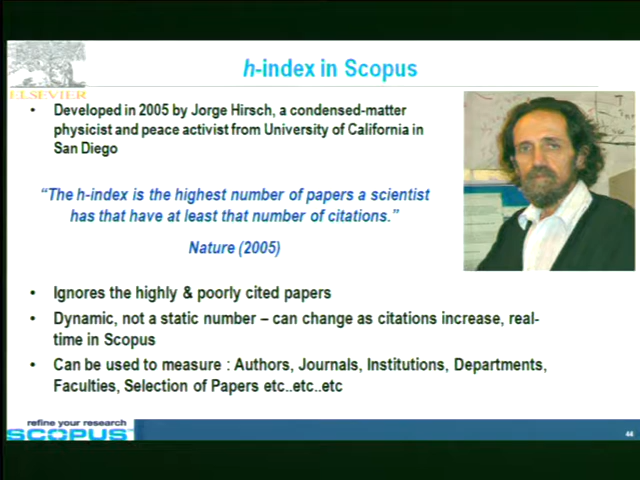 h-index in Scopus
ELSEVIER
• Developed in 2005 by Jorge Hirsch, a condensed-matter
physicist and peace activist from University of California in
San Diego
“The h-index is the highest number of papers a scientist
has that have at least that number of citations.”
Nature (2005)
• Ignores the highly & poorly cited papers
• Dynamic, not a static number – can change as citations increase, real-
time in Scopus
• Can be used to measure : Authors, Journals, Institutions, Departments,
Faculties, Selection of Papers etc..etc..etc
refine your research
SCOPUS
44